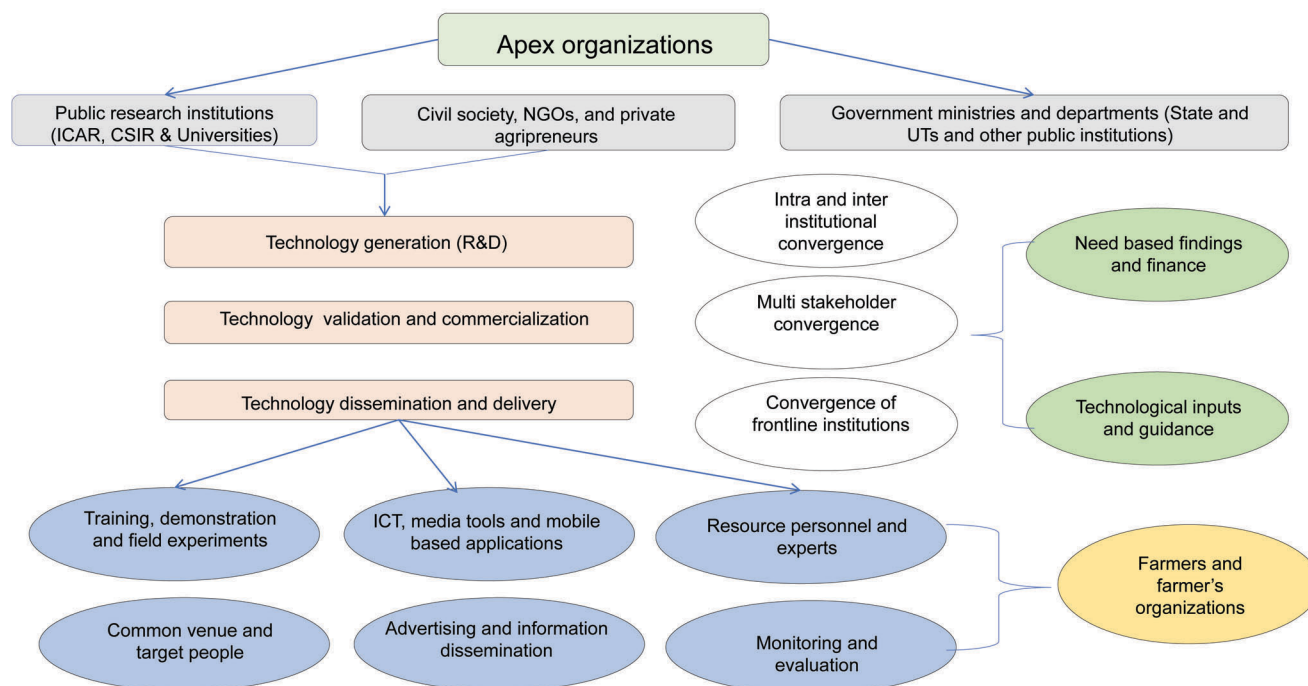 Apex organizations
Public research institutions
(ICAR, CSIR & Universities)
Civil society, NGOs, and private
agripreneurs
Government ministries and departments (State and
UTs and other public institutions)
Technology generation (R&D)
Technology validation and commercialization
Technology dissemination and delivery
Intra and inter
institutional
convergence
Multi stakeholder
convergence
Convergence of
frontline institutions
Need based findings
and finance
Technological inputs
and guidance
Training, demonstration
and field experiments
ICT, media tools and mobile
based applications
Resource personnel and
experts
Common venue and
target people
Advertising and information
dissemination
Monitoring and
evaluation
Farmers and
farmer's
organizations